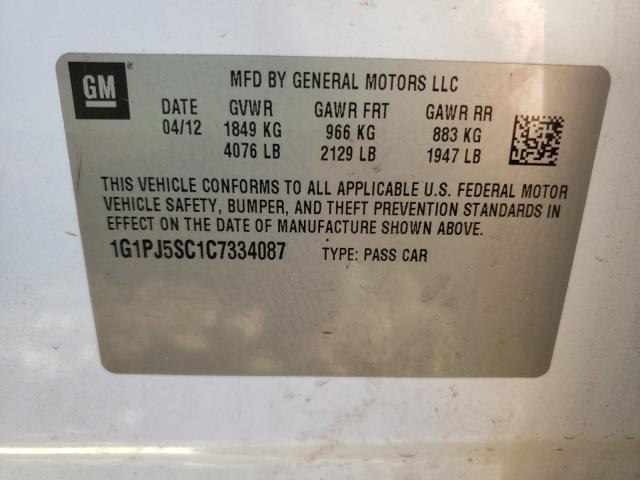 GM
MFD BY GENERAL MOTORS LLC
DATE GVWR GAWR FRT GAWR RR
04/12 1849 KG 966 KG 883 KG
4076 LB 2129 LB 1947 LB
THIS VEHICLE CONFORMS TO ALL APPLICABLE U.S. FEDERAL MOTOR
VEHICLE SAFETY, BUMPER, AND THEFT PREVENTION STANDARDS IN
EFFECT ON THE DATE OF MANUFACTURE SHOWN ABOVE.
1G1PJ5SC1C7334087 TYPE: PASS CAR